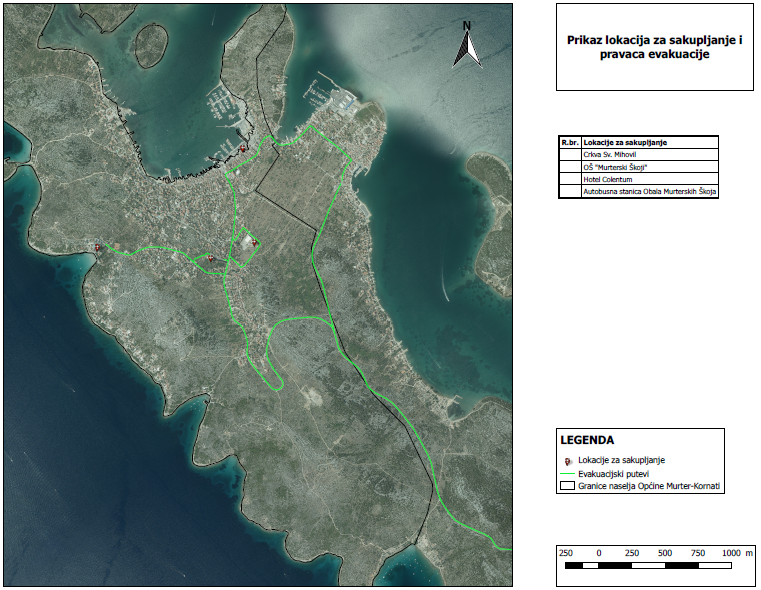 N
Prikaz lokacija za sakupljanje i
pravaca evakuacije
R.br. Lokacije za sakupljanje
Crkva Sv. Mihovil
OŠ "Murterski Škoji"
Hotel Colentum
Autobusna stanica Obala Murterskih Škoja
LEGENDA
Lokacije za sakupljanje
Evakuacijski putevi
Granice naselja Općine Murter-Kornati
250 0 250 500 750 1000 m